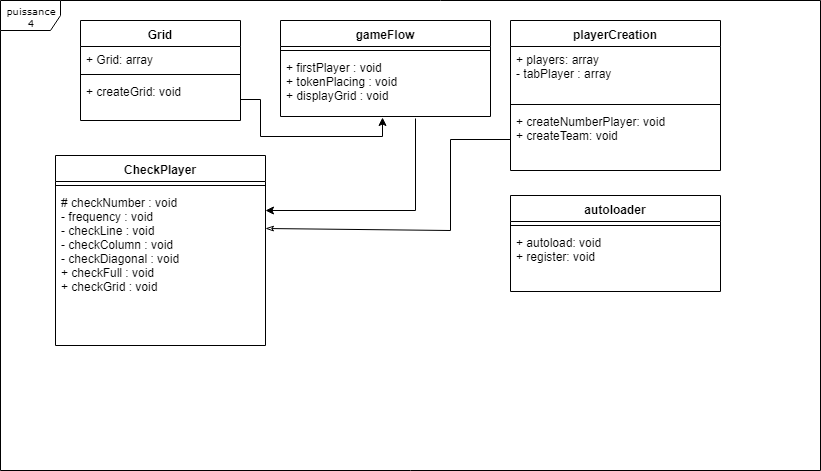 puissance
4
Grid
+ Grid: array
+ createGrid: void
gameFlow
+ firstPlayer : void
+ tokenPlacing : void
+ displayGrid : void
playerCreation
+ players: array
- tabPlayer : array
+ createNumberPlayer: void
+ createTeam: void
CheckPlayer
# checkNumber : void
- frequency : void
- checkLine : void
- checkColumn : void
- checkDiagonal : void
+ checkFull : void
+ checkGrid : void
autoloader
+ autoload: void
+ register: void